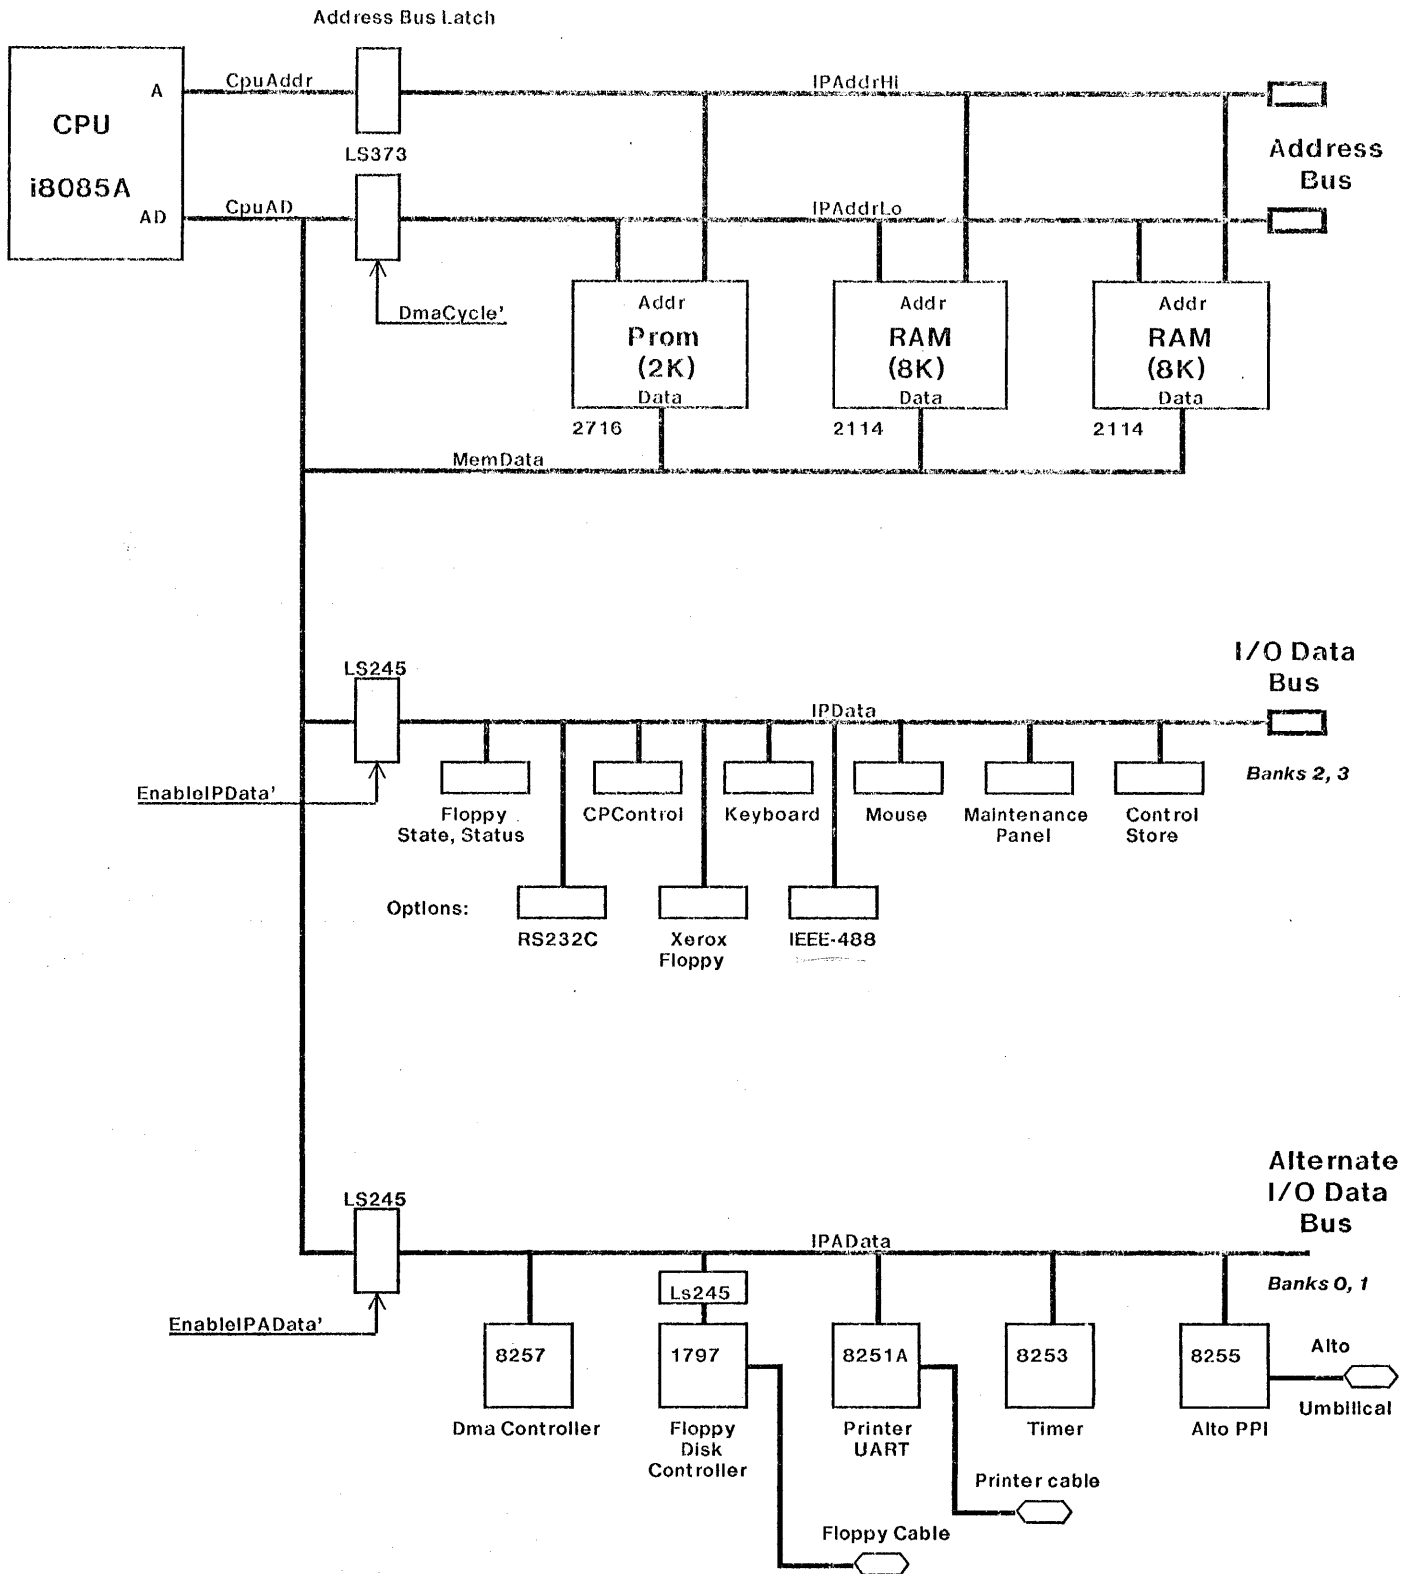 Address Bus Latch
A
CpuAddr
IPAddrHi
CPU
i8085A
LS373
Address
Bus
AD
CpuAD
IPAddrLo
DmaCycle'
Addr
Prom
(2K)
Data
2716
Addr
RAM
(8K)
Data
2114
Addr
RAM
(8K)
Data
2114
MemData
I/O Data
Bus
LS245
IPData
Banks 2, 3
EnableIPData'
Floppy
State, Status
CPControl
Keyboard
Mouse
Maintenance
Panel
Control
Store
Options:
RS232C
Xerox
Floppy
IEEE-488
Alternate
I/O Data
Bus
LS245
IPAData
Banks 0, 1
EnableIPAData'
Ls245
8257
1797
8251A
8253
8255
Alto
Umbilical
Dma Controller
Floppy
Disk
Controller
Printer
UART
Timer
Alto PPI
Printer cable
Floppy Cable